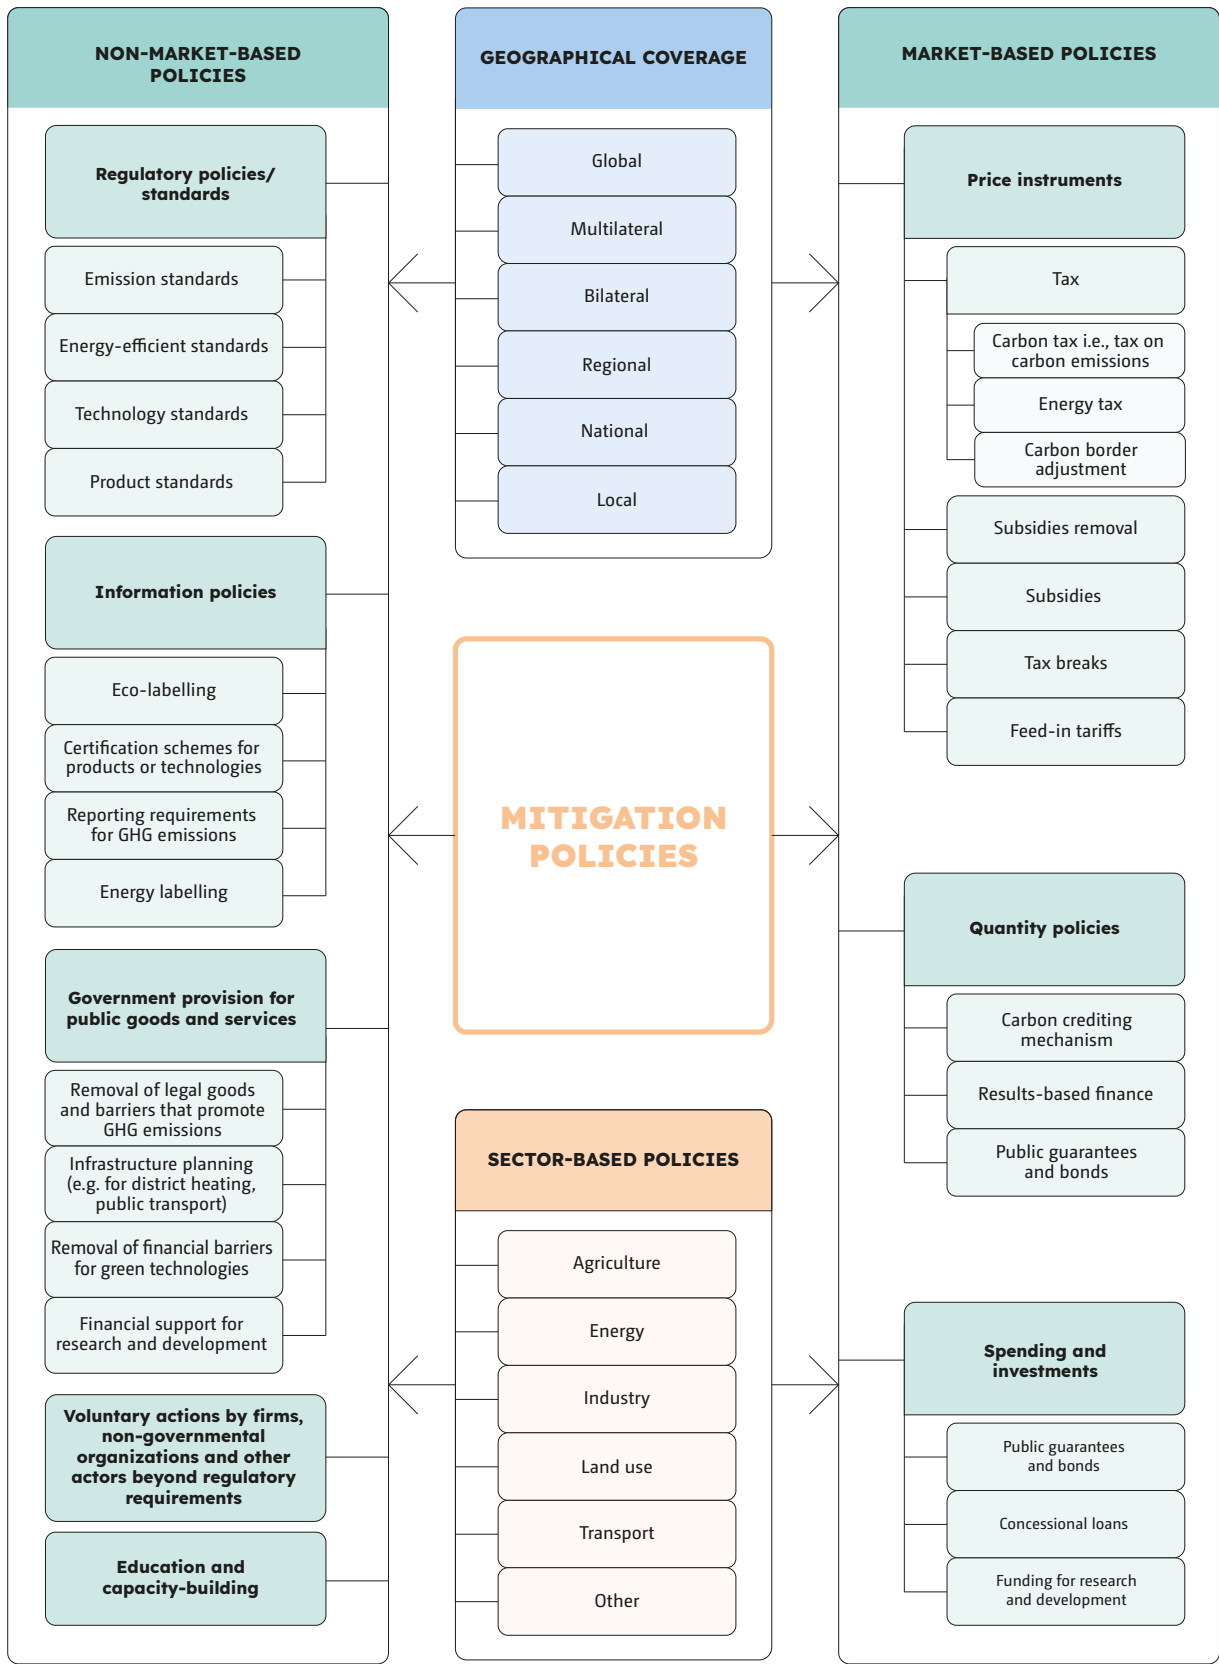 NON-MARKET-BASED
POLICIES
Regulatory policies/
standards
Emission standards
Energy-efficient standards
Technology standards
Product standards
Information policies
Eco-labelling
Certification schemes for
products or technologies
Reporting requirements
for GHG emissions
Energy labelling
Government provision for
public goods and services
Removal of legal goods
and barriers that promote
GHG emissions
Infrastructure planning
(e.g. for district heating,
public transport)
Removal of financial barriers
for green technologies
Financial support for
research and development
Voluntary actions by firms,
non-governmental
organizations and other
actors beyond regulatory
requirements
Education and
capacity-building
GEOGRAPHICAL COVERAGE
Global
Multilateral
Bilateral
Regional
National
Local
MITIGATION
POLICIES
SECTOR-BASED POLICIES
Agriculture
Energy
Industry
Land use
Transport
Other
MARKET-BASED POLICIES
Price instruments
Tax
Carbon tax i.e., tax on
carbon emissions
Energy tax
Carbon border
adjustment
Subsidies removal
Subsidies
Tax breaks
Feed-in tariffs
Quantity policies
Carbon crediting
mechanism
Results-based finance
Public guarantees
and bonds
Spending and
investments
Public guarantees
and bonds
Concessional loans
Funding for research
and development